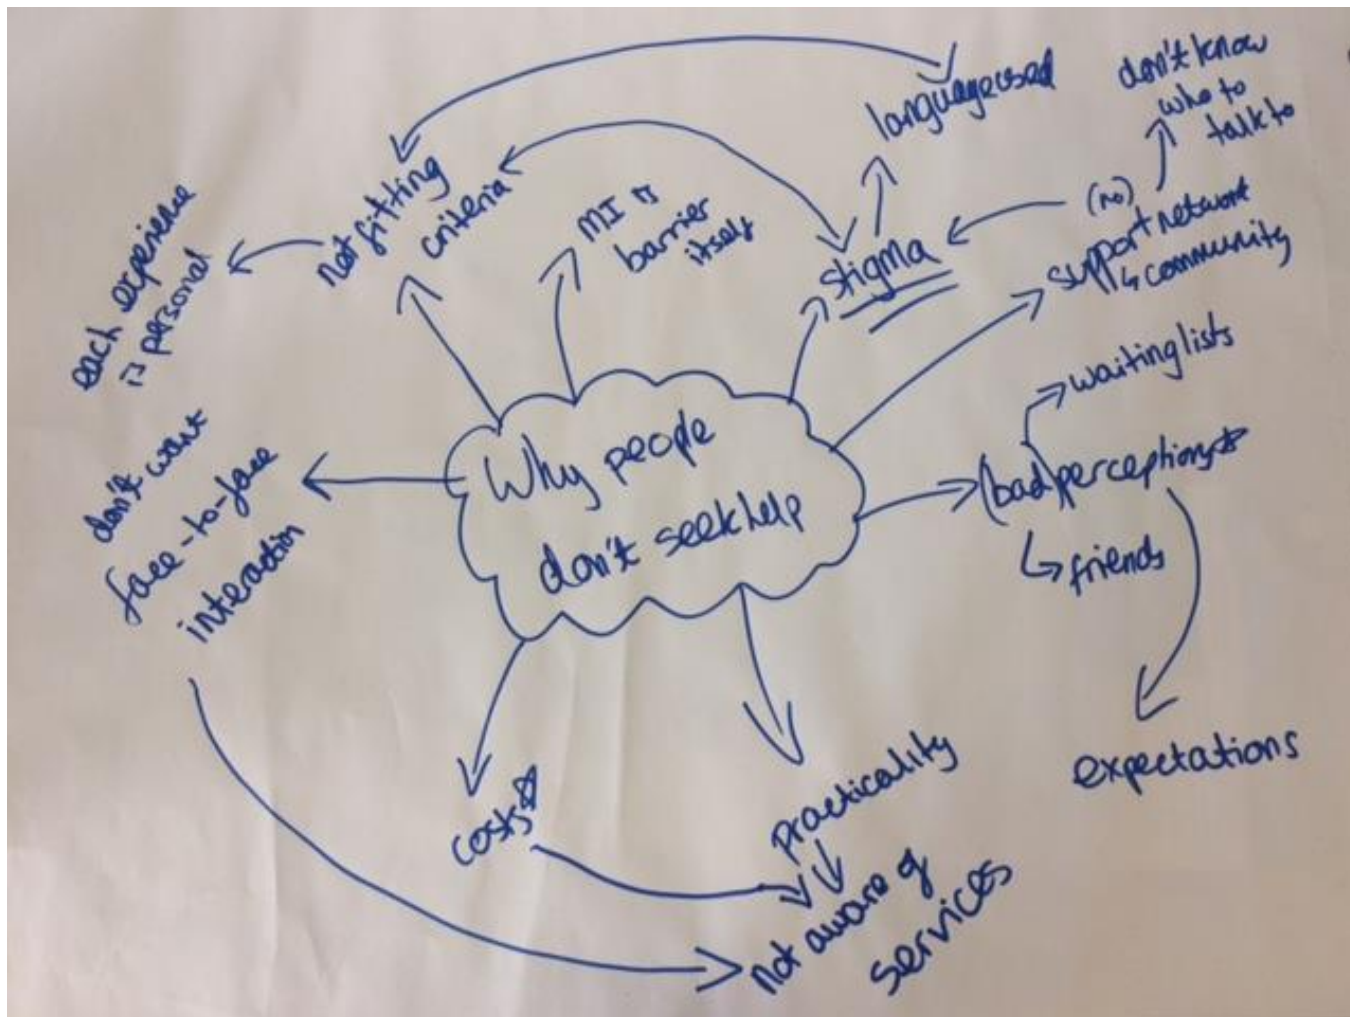 Why people
don't seek help
not fitting
criteria
each experience
is personal
MI is
barrier
itself
stigma
language used
(no)
support network
↳ community
don't know
who to
talk to
(bad) perceptions☆
waiting lists
friends
expectations
practicality
not aware of
services
costs☆
don't want
face-to-face
interaction